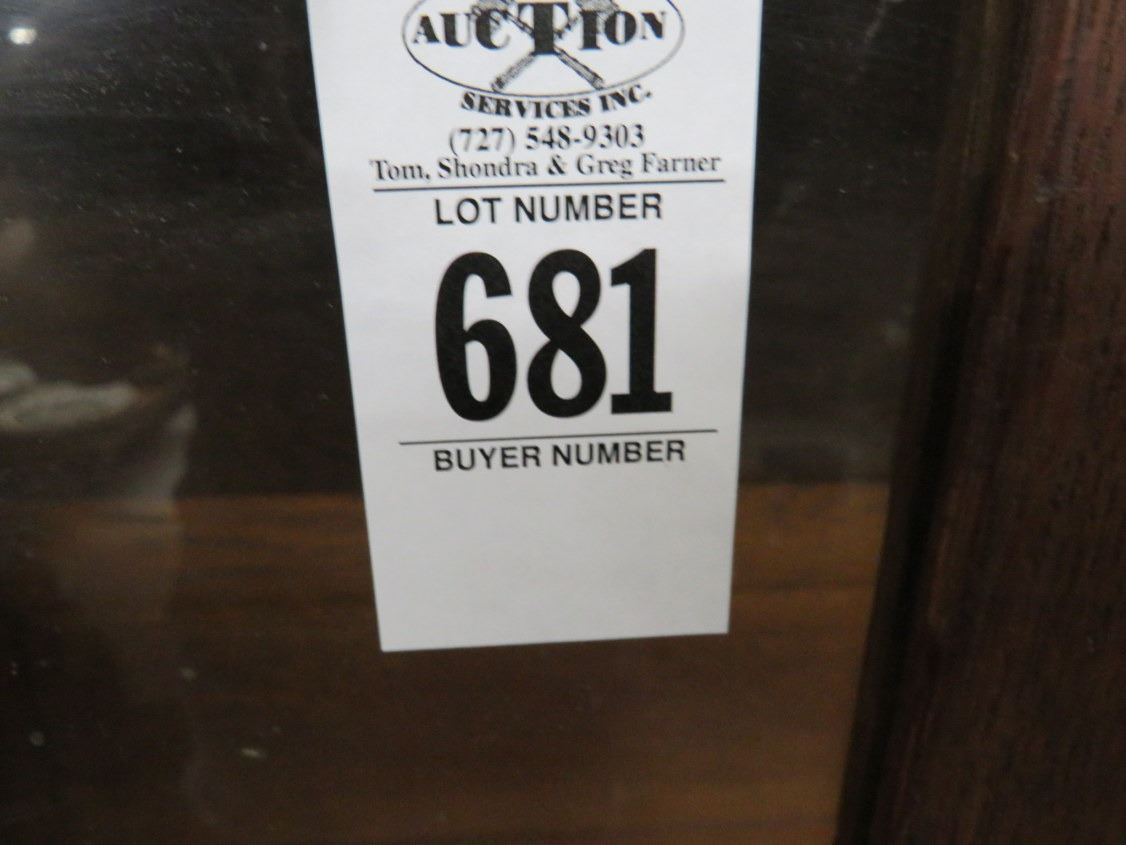 AUCTION
SERVICES INC.
(727) 548-9303
Tom, Shondra & Greg Farner
LOT NUMBER
681
BUYER NUMBER